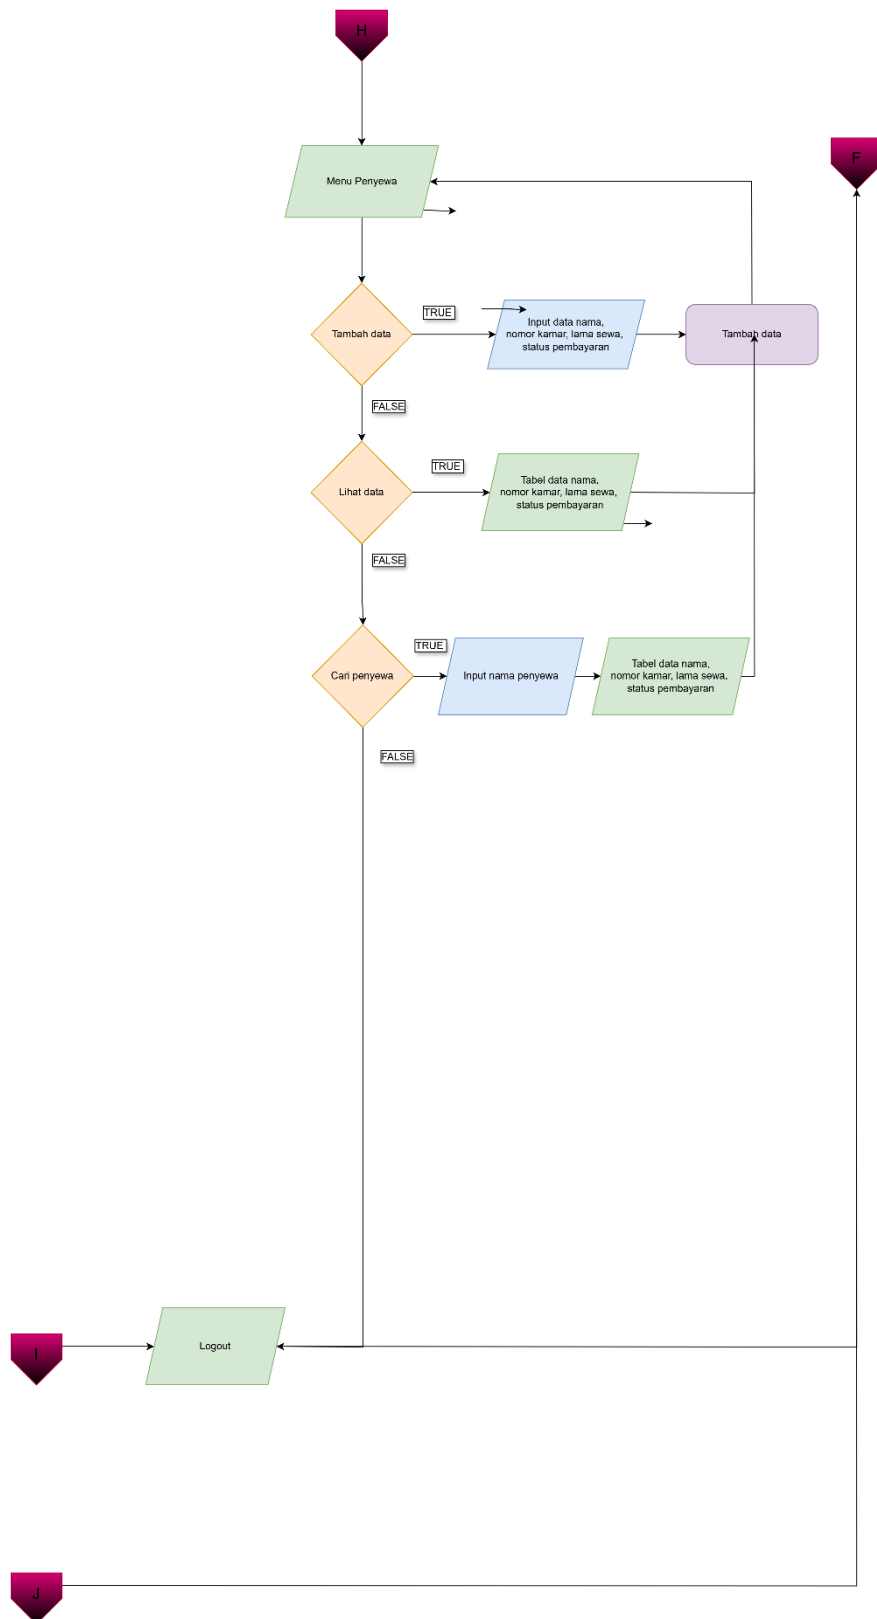 H
F
Menu Penyewa
TRUE
Tambah data
Input data nama,
nomor kamar, lama sewa,
status pembayaran
Tambah data
FALSE
TRUE
Lihat data
Tabel data nama,
nomor kamar, lama sewa,
status pembayaran
FALSE
TRUE
Cari penyewa
Input nama penyewa
Tabel data nama,
nomor kamar, lama sewa,
status pembayaran
FALSE
I
Logout
J